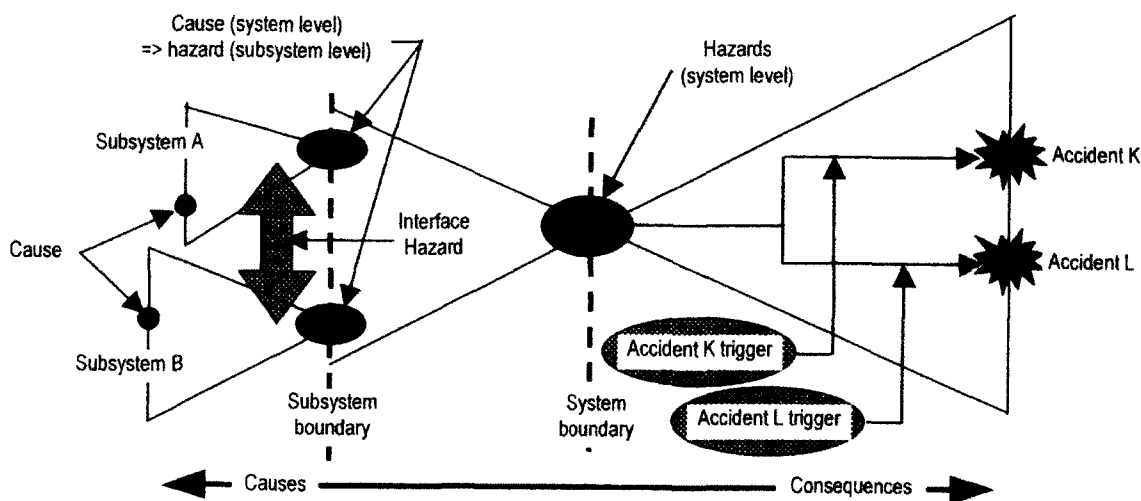 Cause (system level)
=> hazard (subsystem level)
Hazards
(system level)
Subsystem A
Accident K
Interface
Hazard
Cause
Accident L
Subsystem B
Accident K trigger
Subsystem
boundary
System
boundary
Accident L trigger
Causes
Consequences